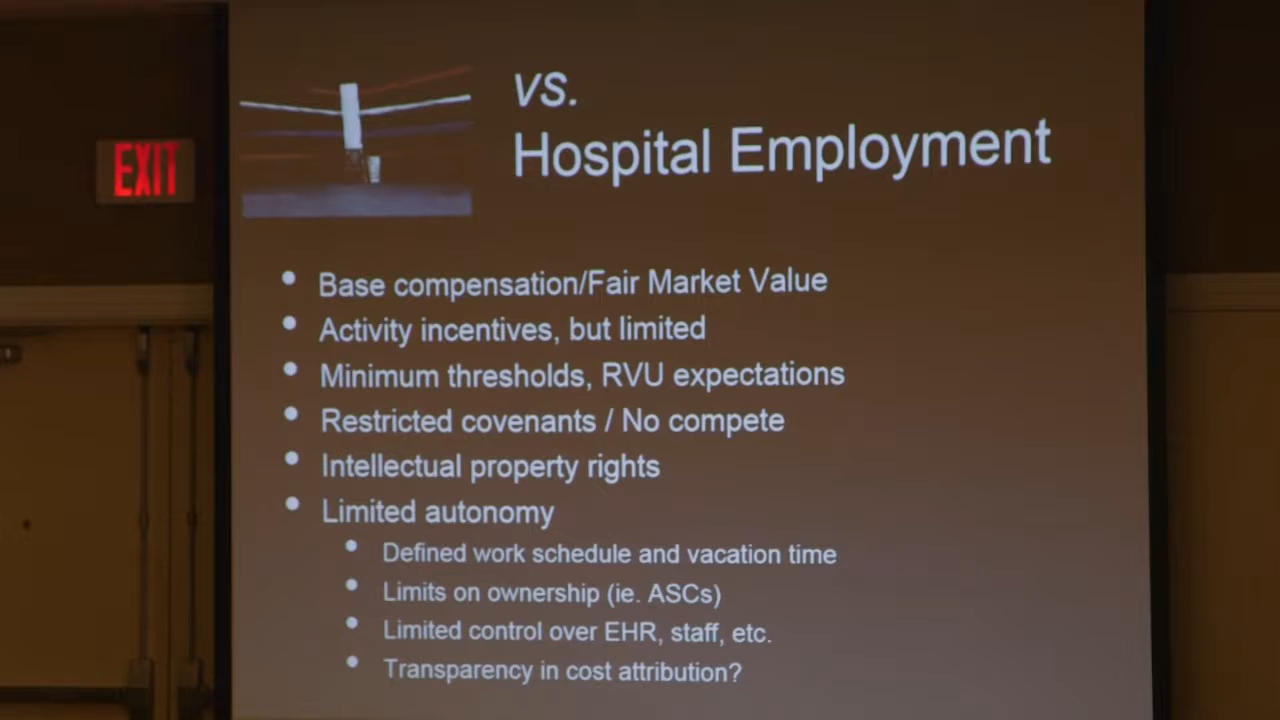 EXIT
vs.
Hospital Employment
• Base compensation/Fair Market Value
• Activity incentives, but limited
• Minimum thresholds, RVU expectations
• Restricted covenants / No compete
• Intellectual property rights
• Limited autonomy
• Defined work schedule and vacation time
• Limits on ownership (ie. ASCs)
• Limited control over EHR, staff, etc.
• Transparency in cost attribution?